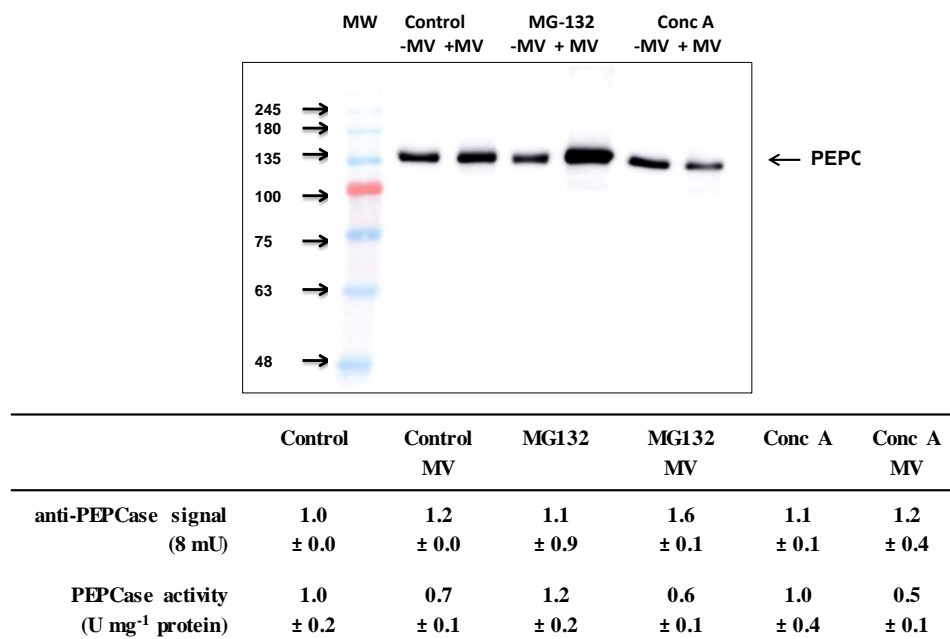 MW Control MG-132 Conc A
-MV +MV -MV + MV -MV + MV
245
180
135 PEPC
100
75
63
48
Control Control MG132 MG132 Conc A Conc A
MV MV MV
anti-PEPCase signal 1.0 1.2 1.1 1.6 1.1 1.2
(8 mU) ± 0.0 ± 0.0 ± 0.9 ± 0.1 ± 0.1 ± 0.4
PEPCase activity 1.0 0.7 1.2 0.6 1.0 0.5
(U mg⁻¹ protein) ± 0.2 ± 0.1 ± 0.2 ± 0.1 ± 0.4 ± 0.1